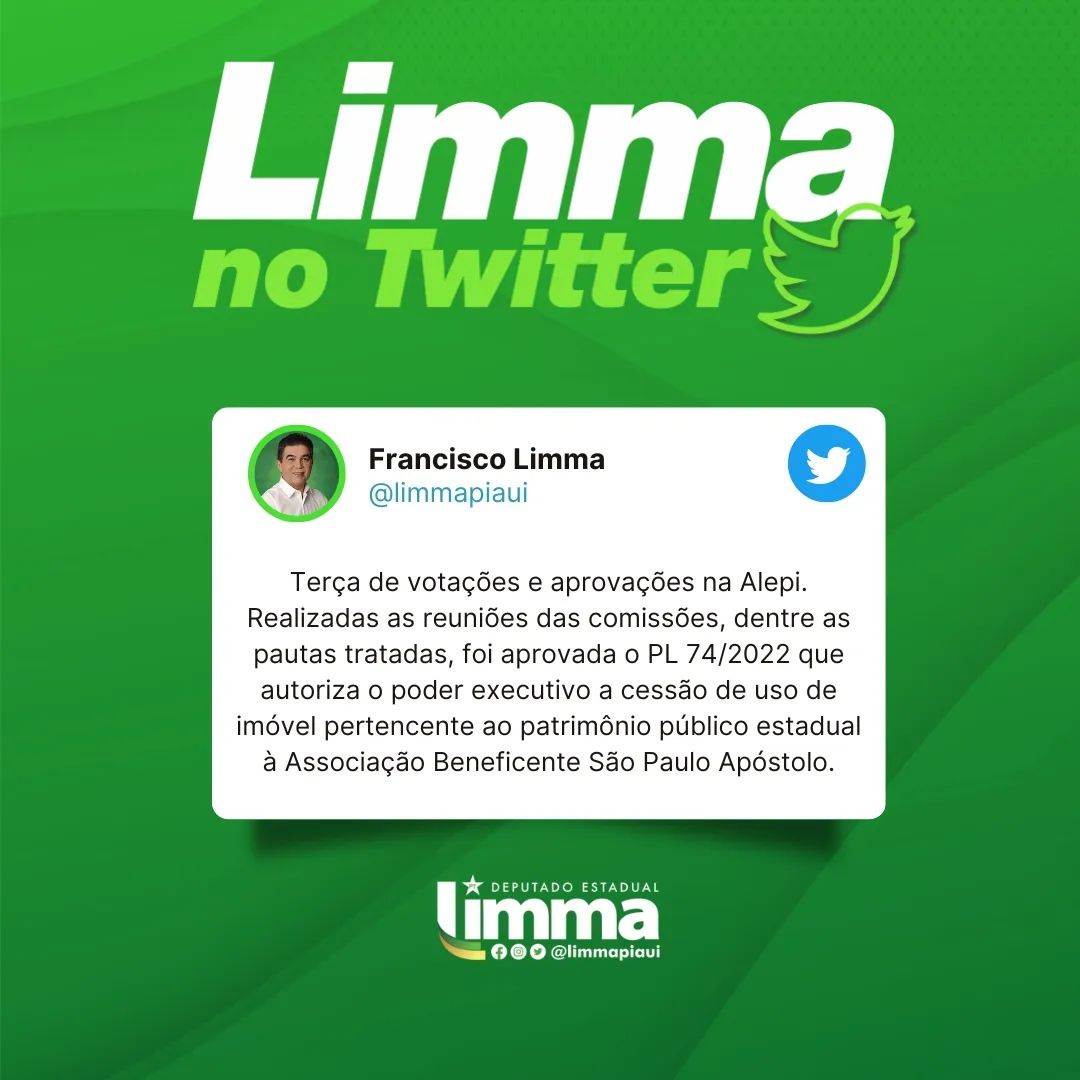 Limma
no Twitter
Francisco Limma
@limmapiaui
Terça de votações e aprovações na Alepi.
Realizadas as reuniões das comissões, dentre as
pautas tratadas, foi aprovada o PL 74/2022 que
autoriza o poder executivo a cessão de uso de
imóvel pertencente ao patrimônio público estadual
à Associação Beneficente São Paulo Apóstolo.
PT DEPUTADO ESTADUAL
limma
@limmapiaui